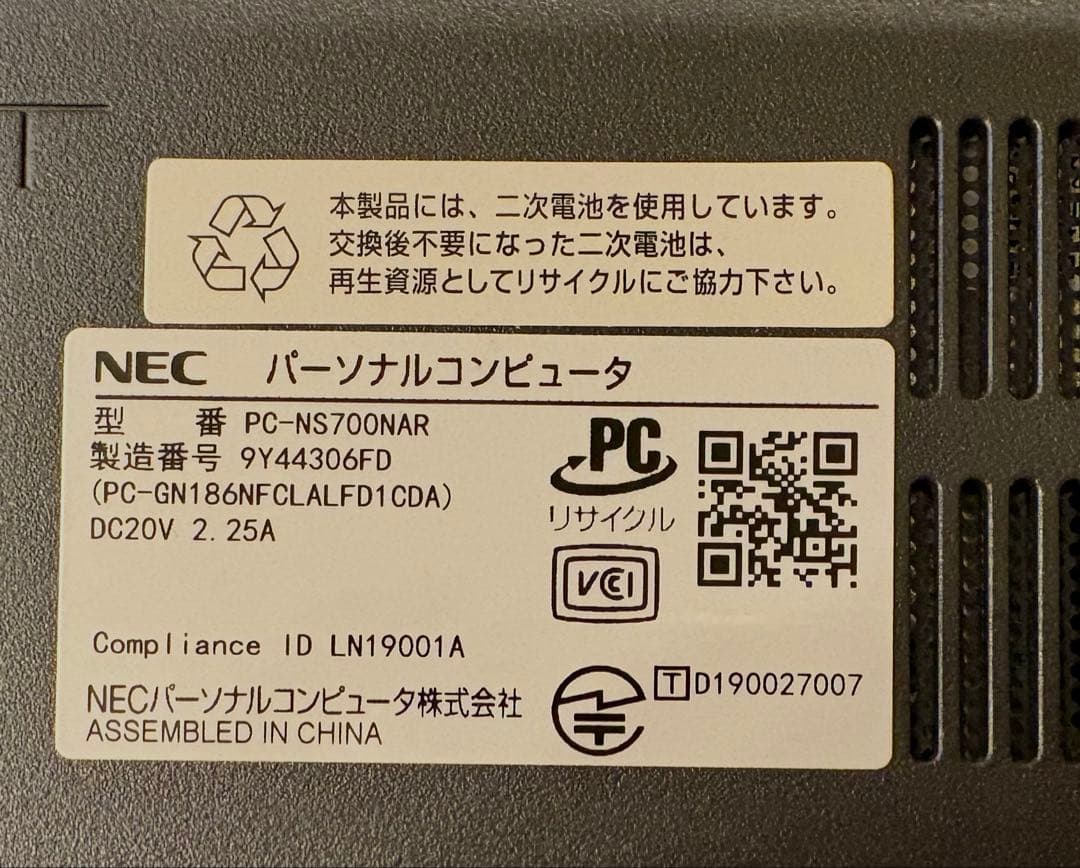 本製品には、二次電池を使用しています。
交換後不要になった二次電池は、
再生資源としてリサイクルにご協力下さい。
NEC パーソナルコンピュータ
型 番 PC-NS700NAR
製造番号 9Y44306FD
(PC-GN186NFCLALFD1CDA)
DC20V 2.25A
PC
リサイクル
VCCI
Compliance ID LN19001A
T D190027007
NECパーソナルコンピュータ株式会社
ASSEMBLED IN CHINA